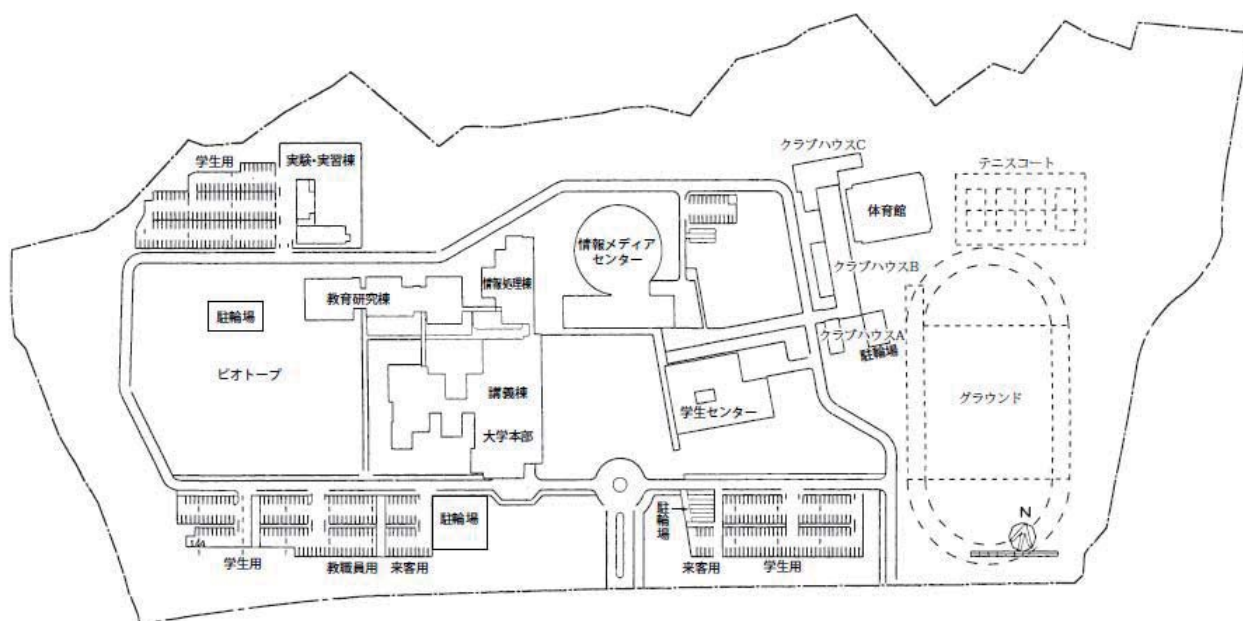 クラブハウスC
学生用
実験・実習棟
テニスコート
体育館
情報メディア
センター
クラブハウスB
情報処理棟
教育研究棟
駐輪場
クラブハウスA
駐輪場
ビオトープ
講義棟
グラウンド
学生センター
大学本部
N
駐輪場
駐輪場
学生用
教職員用
来客用
来客用
学生用